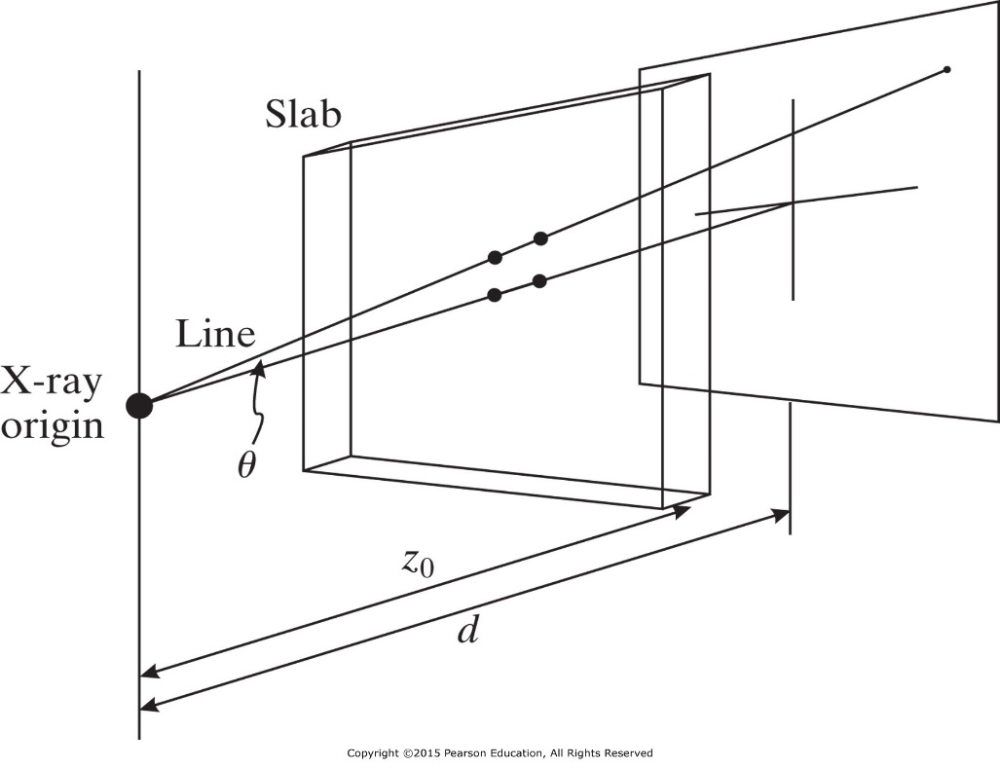 Slab
Line
X-ray
origin
θ
z₀
d
Copyright ©2015 Pearson Education, All Rights Reserved